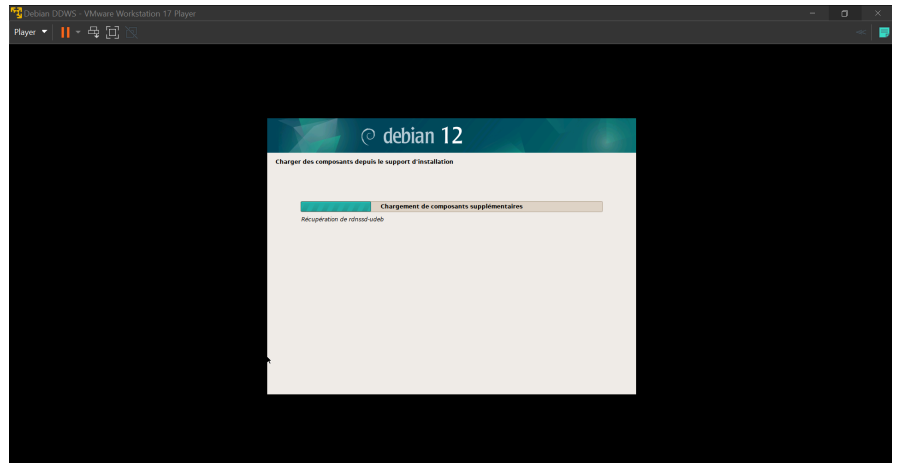 Debian DDWS - VMware Workstation 17 Player
Player
debian 12
Charger des composants depuis le support d'installation
Chargement de composants supplémentaires
Récupération de rdnssd-udeb